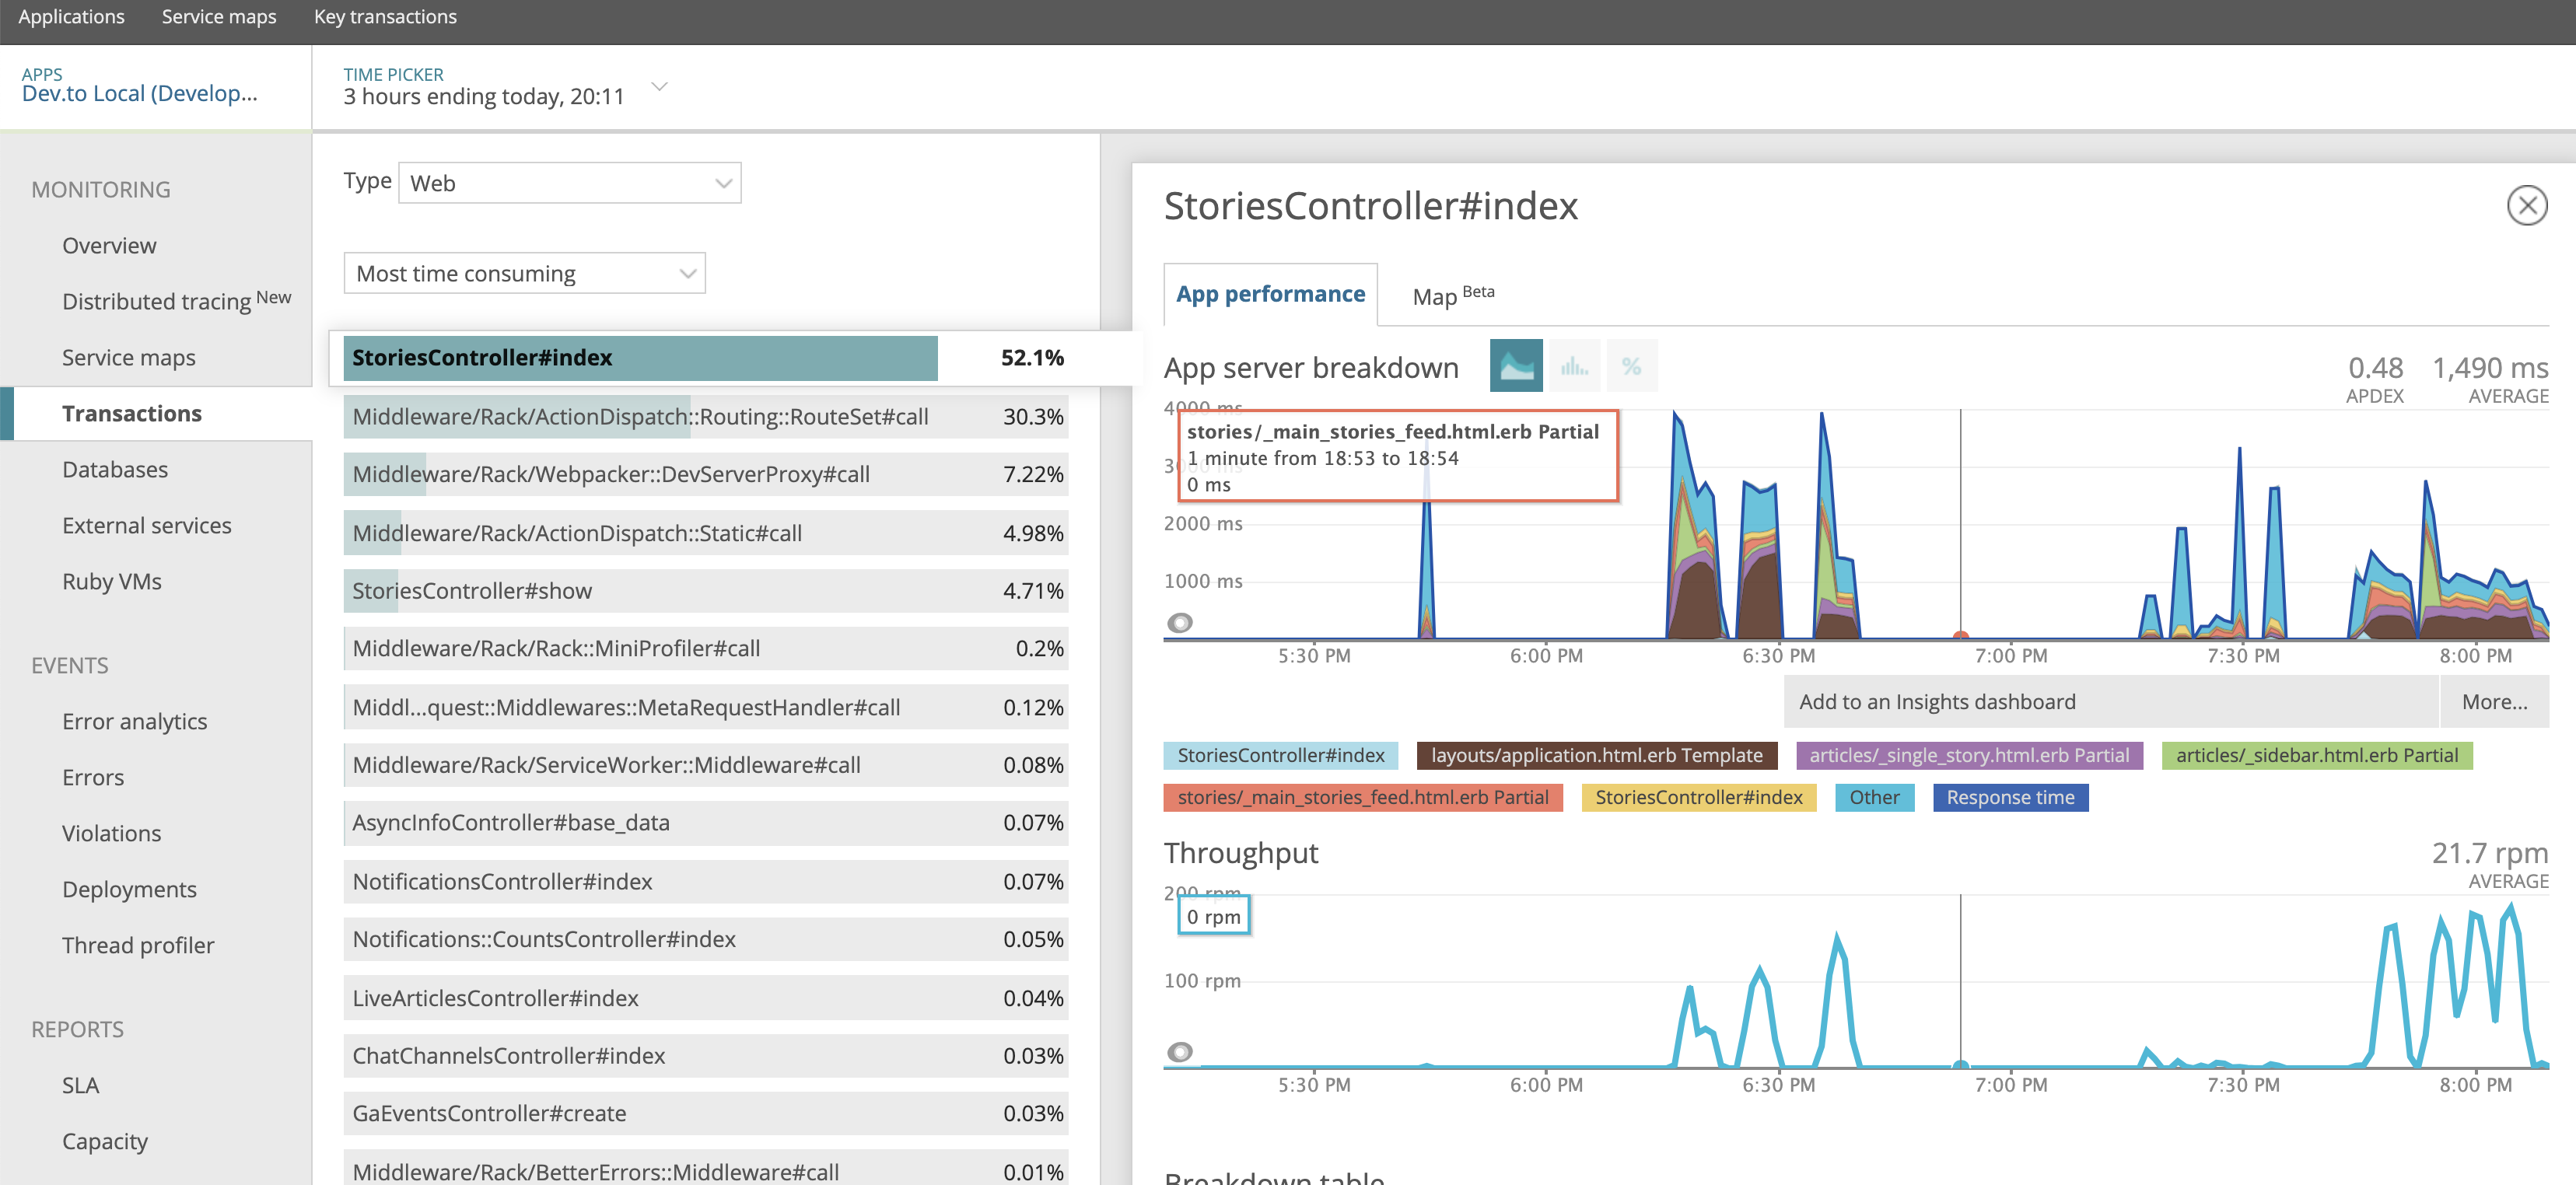 Applications Service maps Key transactions
APPS
Dev.to Local (Develop...
TIME PICKER
3 hours ending today, 20:11
MONITORING
Overview
Distributed tracing New
Service maps
Transactions
Databases
External services
Ruby VMs
EVENTS
Error analytics
Errors
Violations
Deployments
Thread profiler
REPORTS
SLA
Capacity
Type Web
Most time consuming
StoriesController#index 52.1%
Middleware/Rack/ActionDispatch::Routing::RouteSet#call 30.3%
Middleware/Rack/Webpacker::DevServerProxy#call 7.22%
Middleware/Rack/ActionDispatch::Static#call 4.98%
StoriesController#show 4.71%
Middleware/Rack/Rack::MiniProfiler#call 0.2%
Middl...quest::Middlewares::MetaRequestHandler#call 0.12%
Middleware/Rack/ServiceWorker::Middleware#call 0.08%
AsyncInfoController#base_data 0.07%
NotificationsController#index 0.07%
Notifications::CountsController#index 0.05%
LiveArticlesController#index 0.04%
ChatChannelsController#index 0.03%
GaEventsController#create 0.03%
Middleware/Rack/BetterErrors::Middleware#call 0.01%
StoriesController#index
App performance Map Beta
App server breakdown % 0.48 1,490 ms
APDEX AVERAGE
4000 ms
stories/_main_stories_feed.html.erb Partial
1 minute from 18:53 to 18:54
3000 ms
0 ms
2000 ms
1000 ms
5:30 PM 6:00 PM 6:30 PM 7:00 PM 7:30 PM 8:00 PM
Add to an Insights dashboard More...
StoriesController#index layouts/application.html.erb Template articles/_single_story.html.erb Partial articles/_sidebar.html.erb Partial
stories/_main_stories_feed.html.erb Partial StoriesController#index Other Response time
Throughput 21.7 rpm
AVERAGE
200 rpm
0 rpm
100 rpm
5:30 PM 6:00 PM 6:30 PM 7:00 PM 7:30 PM 8:00 PM
Breakdown table